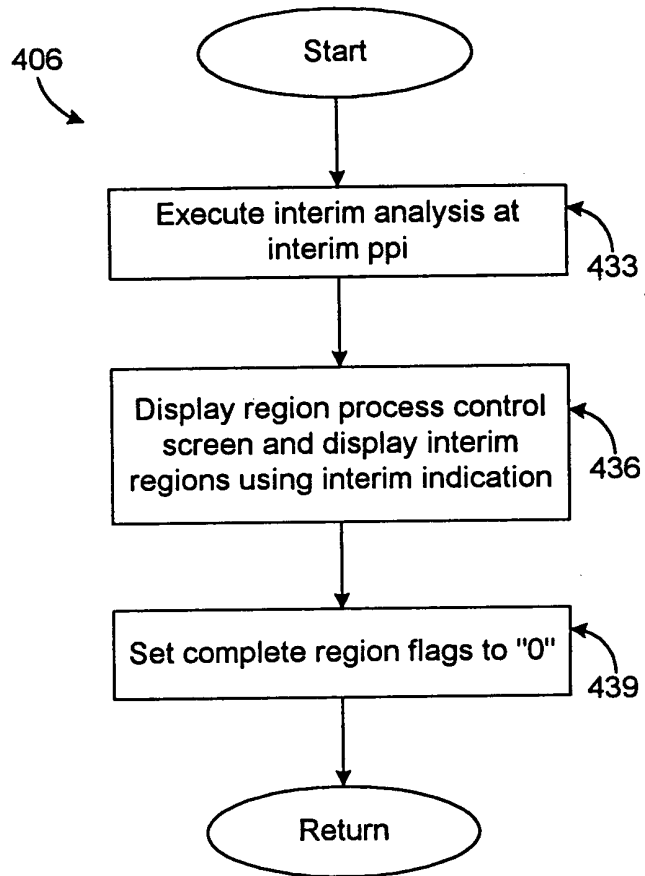 406
Start
Execute interim analysis at
interim ppi
433
Display region process control
screen and display interim
regions using interim indication
436
Set complete region flags to "0"
439
Return